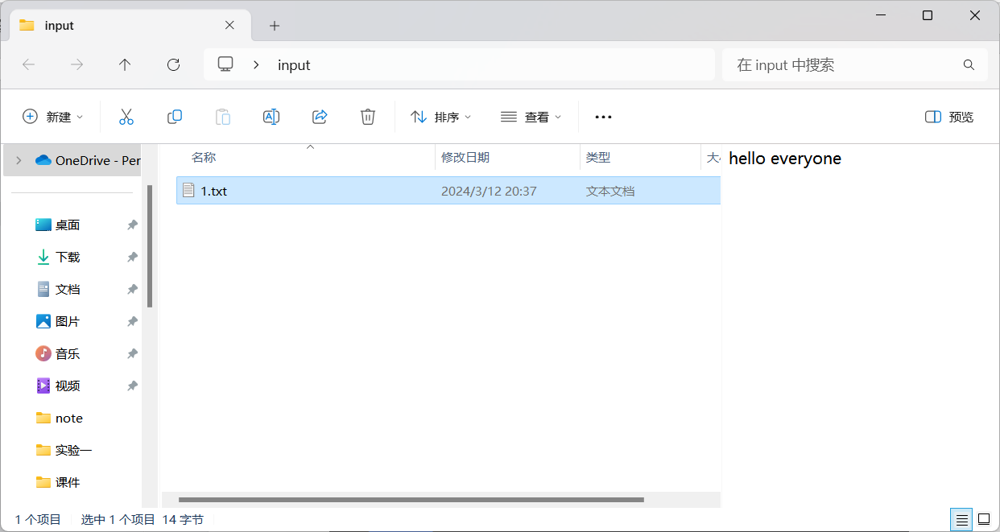 input
input
在 input 中搜索
新建
排序
查看
预览
OneDrive - Per
名称 修改日期 类型 大
1.txt 2024/3/12 20:37 文本文档
hello everyone
桌面
下载
文档
图片
音乐
视频
note
实验一
课件
1 个项目 选中 1 个项目 14 字节